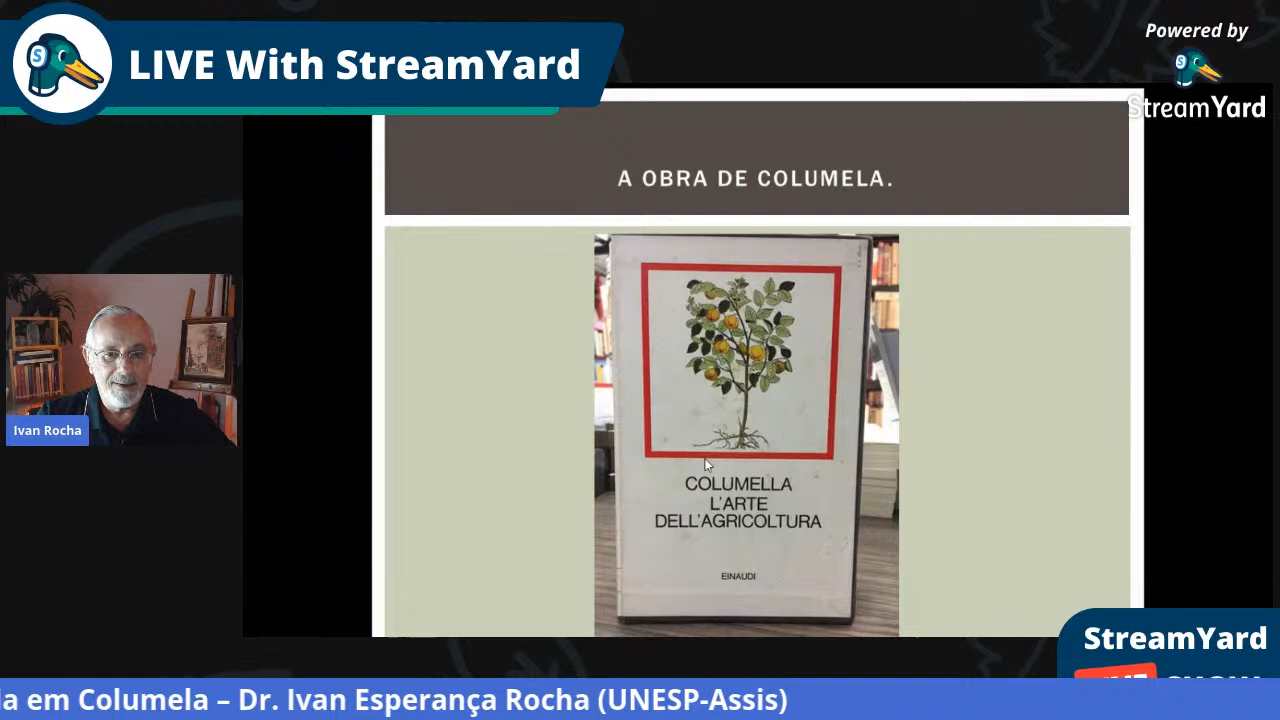 LIVE With StreamYard
Powered by
StreamYard
A OBRA DE COLUMELA.
COLUMELLA
L'ARTE
DELL'AGRICOLTURA
EINAUDI
Ivan Rocha
StreamYard
em Columela – Dr. Ivan Esperança Rocha (UNESP-Assis)